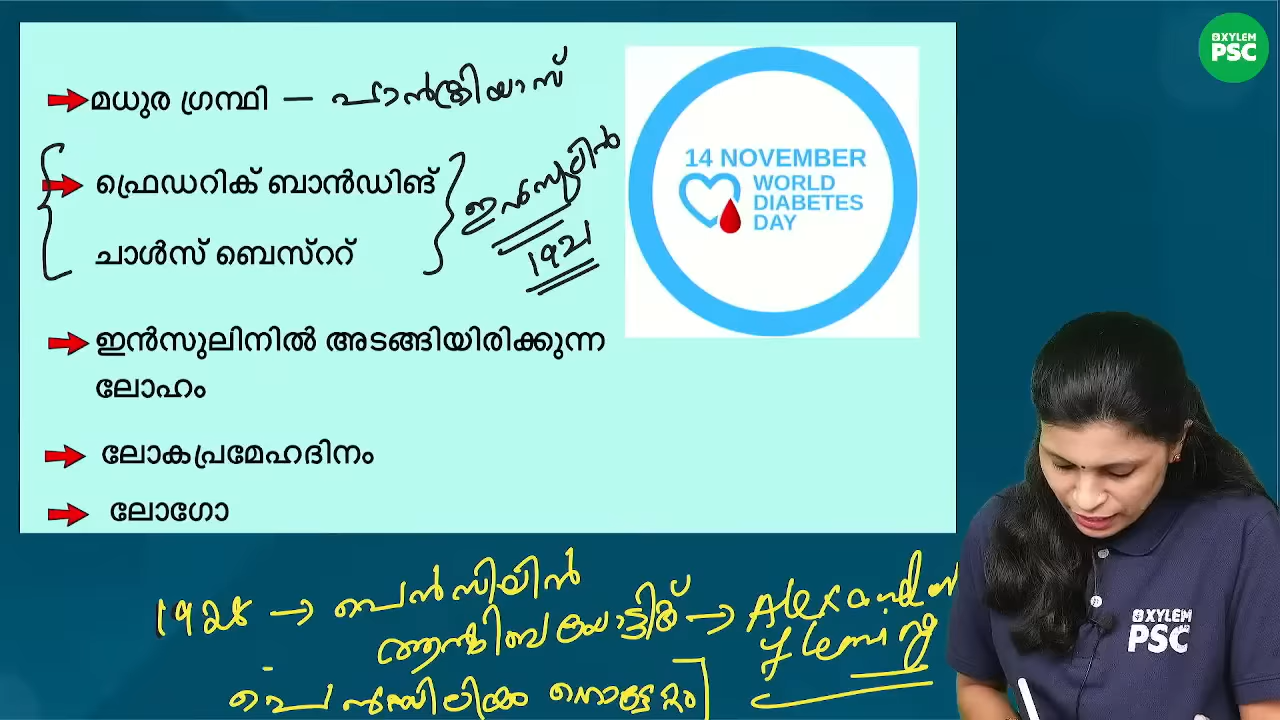 XYLEM
PSC
മധുര ഗ്രന്ഥി — പാൻക്രിയാസ്
ഫ്രെഡറിക് ബാൻഡിങ്
ചാൾസ് ബെസ്ററ്
ഇൻസുലിൻ
1921
ഇൻസുലിനിൽ അടങ്ങിയിരിക്കുന്ന
ലോഹം
ലോകപ്രമേഹദിനം
ലോഗോ
14 NOVEMBER
WORLD
DIABETES
DAY
1928 → 
ആന്റിബയോട്ടിക് → Alexander
Fleming
XYLEM
PSC